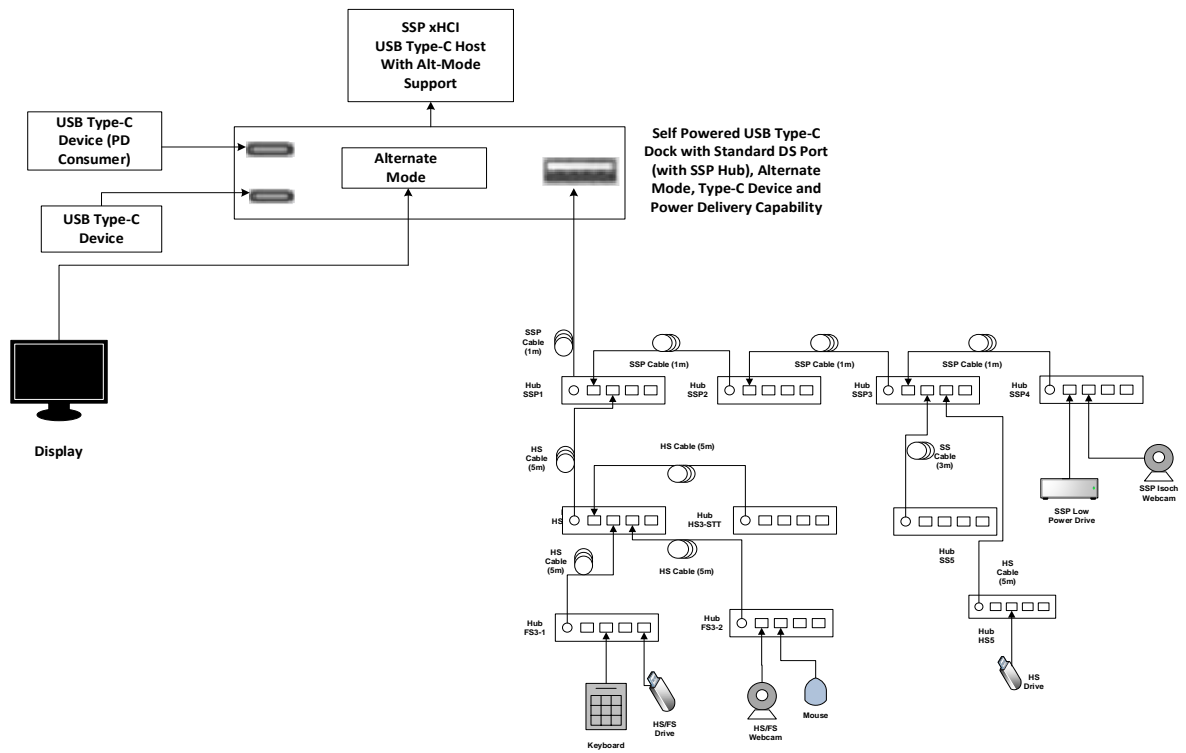 SSP xHCI
USB Type-C Host
With Alt-Mode
Support
USB Type-C
Device (PD
Consumer)
Alternate
Mode
Self Powered USB Type-C
Dock with Standard DS Port
(with SSP Hub), Alternate
Mode, Type-C Device and
Power Delivery Capability
USB Type-C
Device
Display
SSP
Cable
(1m)
SSP Cable (1m)
SSP Cable (1m)
SSP Cable (1m)
Hub
SSP1
Hub
SSP2
Hub
SSP3
Hub
SSP4
HS
Cable
(5m)
HS Cable (5m)
SS
Cable
(3m)
SSP Low
Power Drive
SSP Isoch
Webcam
HS
Hub
HS3-STT
Hub
SS5
HS
Cable
(5m)
HS Cable (5m)
HS
Cable
(5m)
Hub
FS3-1
Hub
FS3-2
Hub
HS5
HS
Drive
Keyboard
HS/FS
Drive
HS/FS
Webcam
Mouse